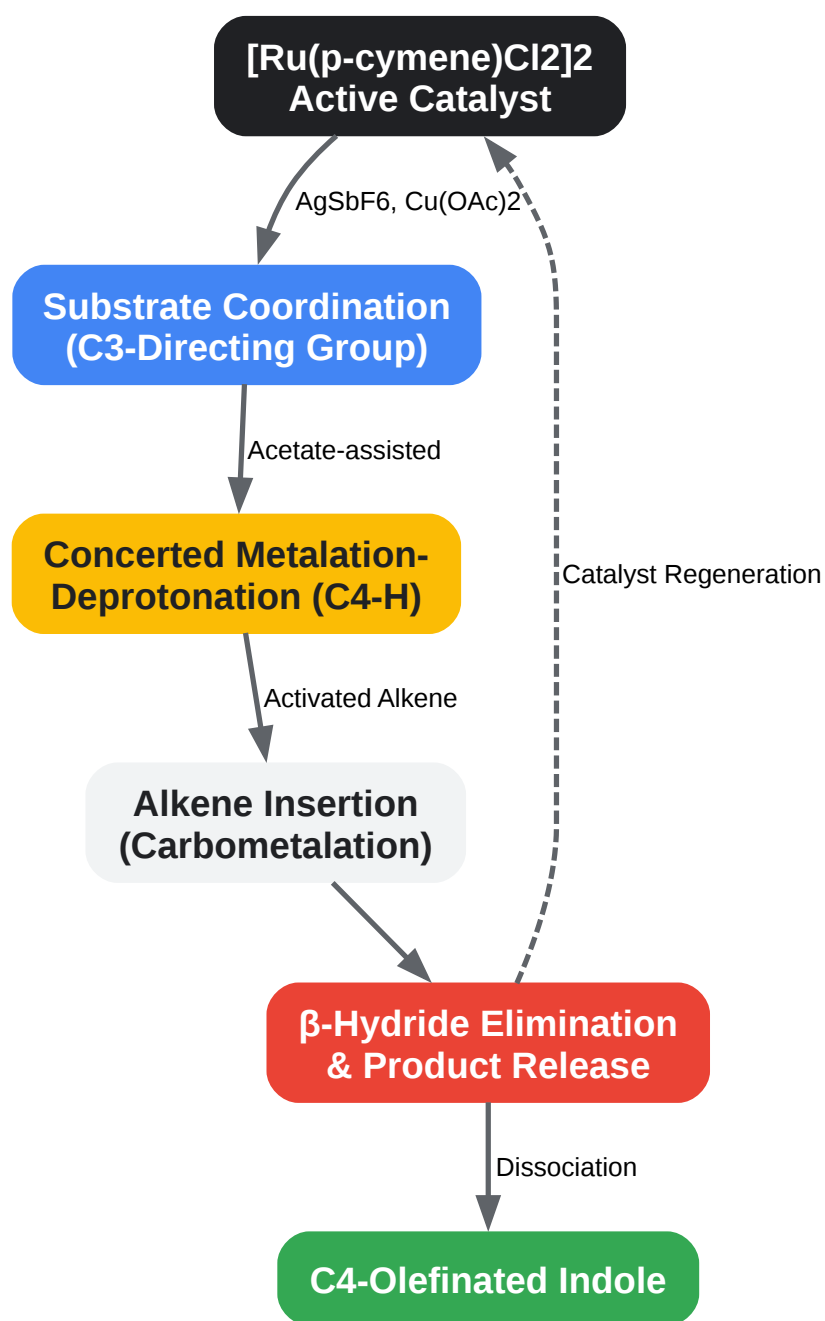 [Ru(p-cymene)Cl2]2
Active Catalyst
AgSbF6, Cu(OAc)2
Substrate Coordination
(C3-Directing Group)
Acetate-assisted
Concerted Metalation-
Deprotonation (C4-H)
Catalyst Regeneration
Activated Alkene
Alkene Insertion
(Carbometalation)
β-Hydride Elimination
& Product Release
Dissociation
C4-Olefinated Indole